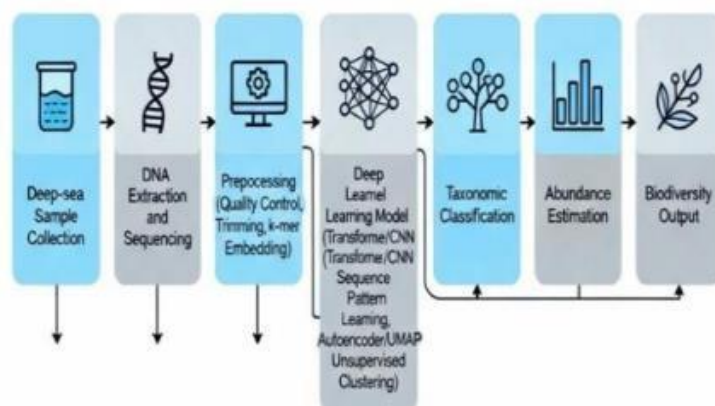 Deep-sea
Sample
Collection
DNA
Extraction
and
Sequencing
Prepocessing
(Quality Control,
Trimming, k-mer
Embedding)
Deep
Learnel
Learning Model
(Transforme/CNN
(Transforme/CNN
Sequence
Pattern
Learning,
Autoencoder/UMAP
Unsupervised
Clustering)
Taxonomic
Classification
Abundance
Estimation
Biodiversity
Output